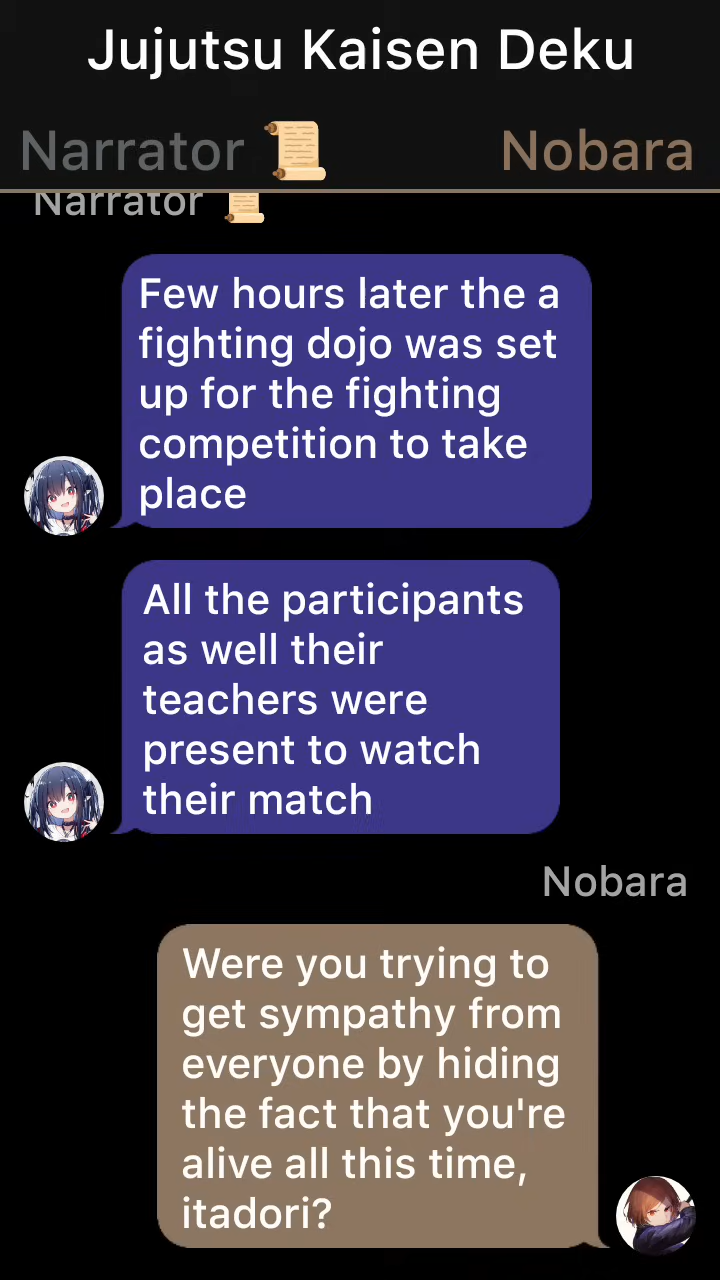 Jujutsu Kaisen Deku
Narrator 📜 Nobara
Narrator 📜
Few hours later the a
fighting dojo was set
up for the fighting
competition to take
place
All the participants
as well their
teachers were
present to watch
their match
Nobara
Were you trying to
get sympathy from
everyone by hiding
the fact that you're
alive all this time,
itadori?